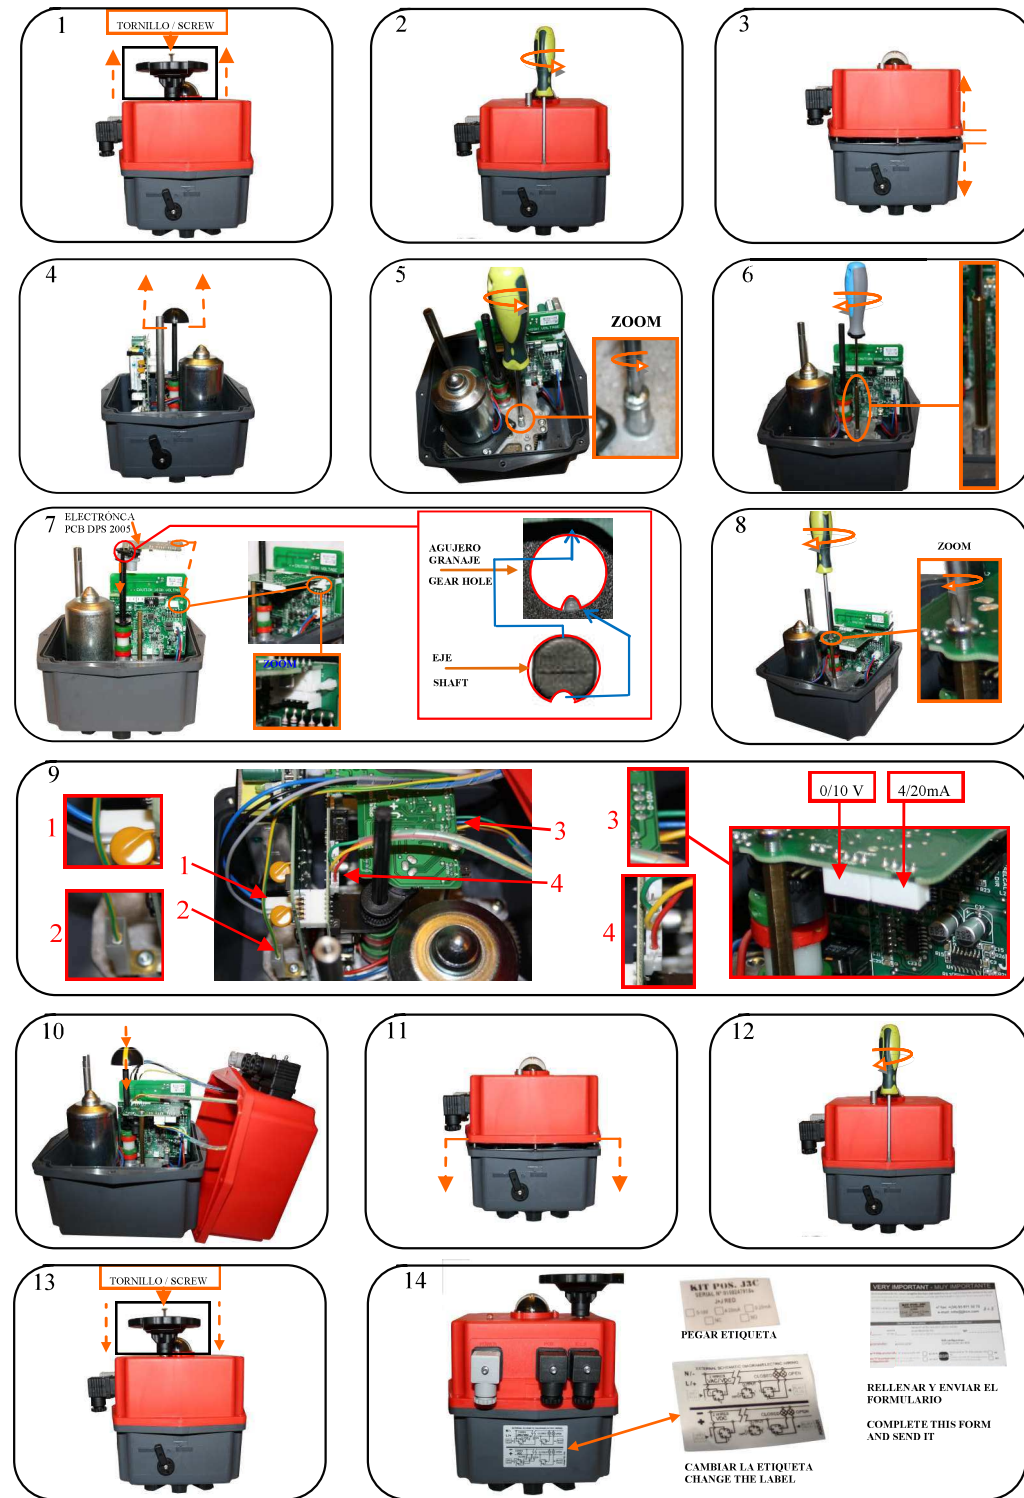 1
TORNILLO / SCREW
2
3
4
5
ZOOM
6
7
ELECTRÓNCA
PCB DPS 2005
ZOOM
AGUJERO
GRANAJE
GEAR HOLE
EJE
SHAFT
8
ZOOM
9
1
2
1
2
3
4
3
4
0/10 V
4/20mA
10
11
12
13
TORNILLO / SCREW
14
KIT POS. J3C
PEGAR ETIQUETA
CAMBIAR LA ETIQUETA
CHANGE THE LABEL
VERY IMPORTANT - MUY IMPORTANTE
RELLENAR Y ENVIAR EL
FORMULARIO
COMPLETE THIS FORM
AND SEND IT